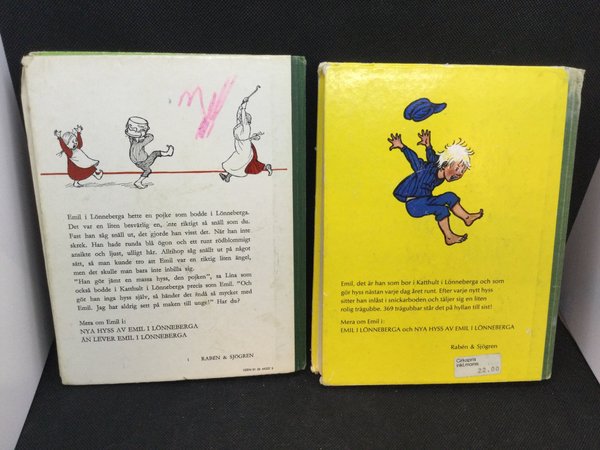 Emil i Lönneberga hette en pojke som bodde i Lönneberga.
Det var en liten besvärlig en, inte riktigt så snäll som du.
Fast han såg snäll ut, det gjorde han visst det. När han inte
skrek. Han hade runda blå ögon och ett runt rödblommigt
ansikte och ljust, ulligt hår. Alltihop såg snällt ut på något
sätt, så man kunde tro att Emil var en riktig liten ängel,
men det skulle man bara inte inbilla sig.
"Han gör jämt en massa hyss, den pojken", sa Lina som
också bodde i Katthult i Lönneberga precis som Emil. "Och
gör han inga hyss själv, så händer det ändå så mycket med
Emil. Jag har aldrig sett på maken till unge!" Har du?
Mera om Emil i:
NYA HYSS AV EMIL I LÖNNEBERGA
ÄN LEVER EMIL I LÖNNEBERGA
RABÉN & SJÖGREN
Emil, det är han som bor i Katthult i Lönneberga och som
gör hyss nästan varje dag året runt. Efter varje nytt hyss
sitter han inlåst i snickarboden och täljer sig en liten
rolig trägubbe. 369 trägubbar står det på hyllan till sist!
Mera om Emil i:
EMIL I LÖNNEBERGA och NYA HYSS AV EMIL I LÖNNEBERGA
Rabén & Sjögren
Cirkapris
inkl.moms
22.00